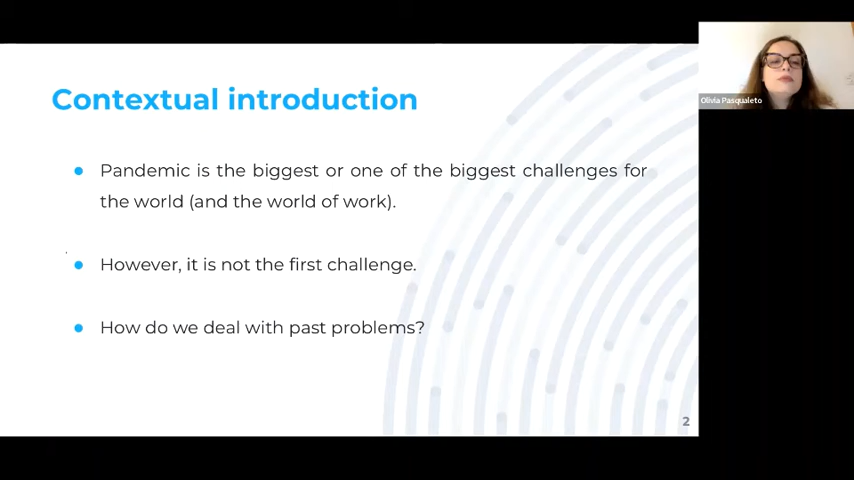 Contextual introduction
Pandemic is the biggest or one of the biggest challenges for
the world (and the world of work).
However, it is not the first challenge.
How do we deal with past problems?
2
Olívia Pasqualeto